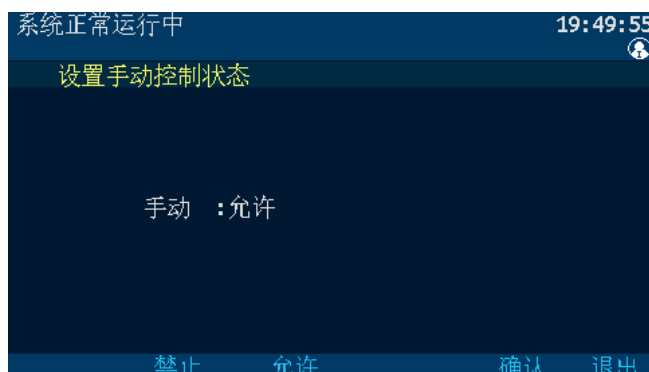 系统正常运行中 19:49:55
设置手动控制状态
手动 :允许
禁止 允许 确认 退出